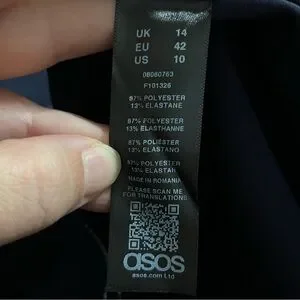 UK 14
EU 42
US 10
08080763
F101326
87% POLYESTER
13% ELASTANE
87% POLYESTER
13% ELASTHANNE
87% POLIESTER
13% ELASTANO
87% POLYESTER
13% ELASTAN
MADE IN ROMANIA
PLEASE SCAN ME
FOR TRANSLATIONS
asos
asos.com Ltd